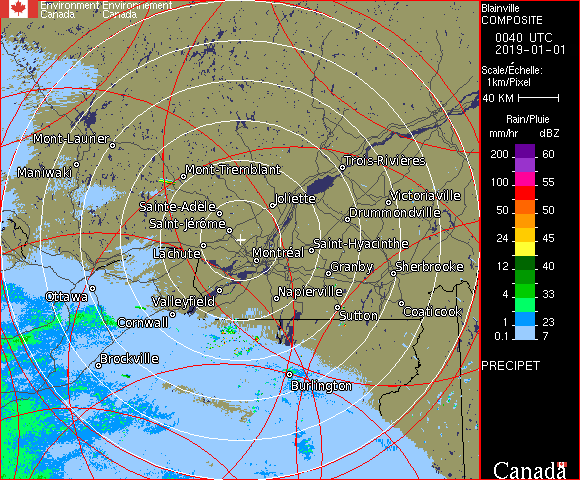 Environment Environnement
Canada Canada
Blainville
COMPOSITE
0040 UTC
2019-01-01
Scale/Échelle:
1km/Pixel
40 KM
Rain/Pluie
mm/hr dBZ
200 60
100 55
50 50
24 45
12 40
4 33
1 23
0.1 7
PRECIPET
Canada
Mont-Laurier
Maniwaki
Mont-Tremblant
Trois-Rivières
Sainte-Adèle
Joliette
Victoriaville
Drummondville
Saint-Jérôme
Lachute
Montréal
Saint-Hyacinthe
Granby
Sherbrooke
Ottawa
Valleyfield
Napierville
Cornwall
Sutton
Coaticook
Brockville
Burlington